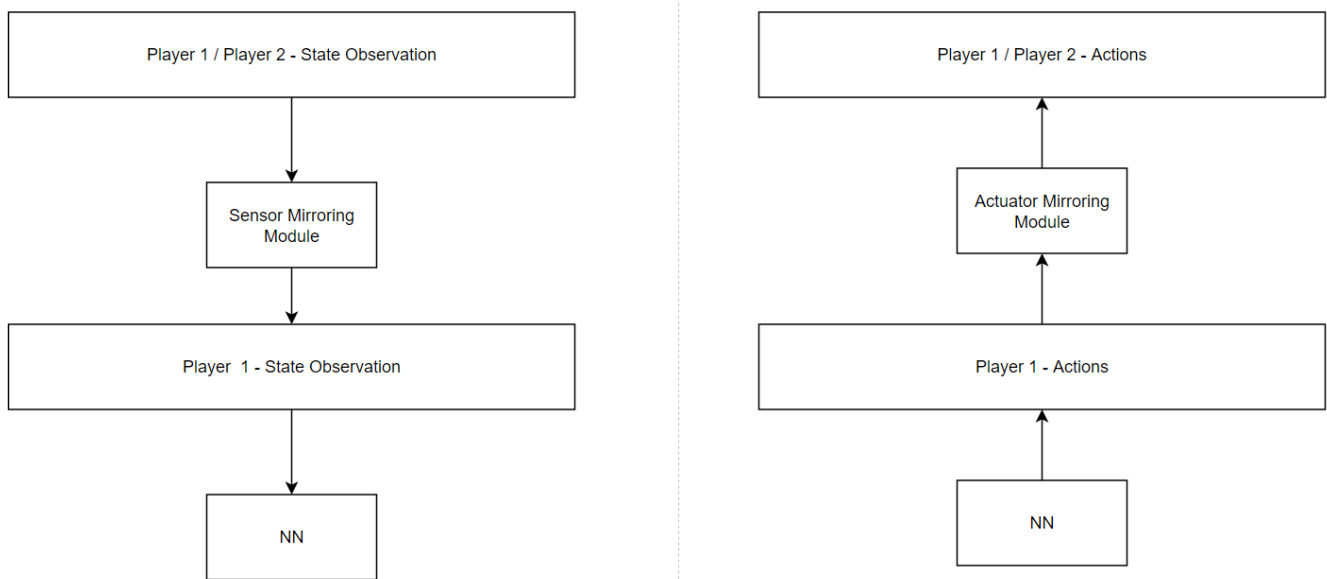 Player 1 / Player 2 - State Observation
Sensor Mirroring
Module
Player  1 - State Observation
NN
Player 1 / Player 2 - Actions
Actuator Mirroring
Module
Player 1 - Actions
NN